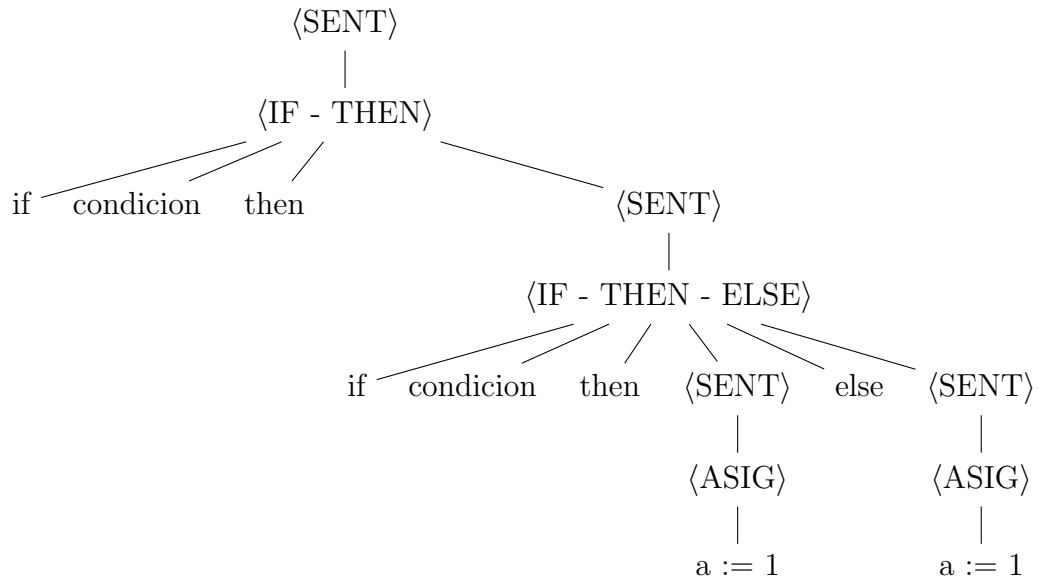 ⟨SENT⟩
⟨IF - THEN⟩
if condicion then ⟨SENT⟩
⟨IF - THEN - ELSE⟩
if condicion then ⟨SENT⟩ else ⟨SENT⟩
⟨ASIG⟩ ⟨ASIG⟩
a := 1 a := 1